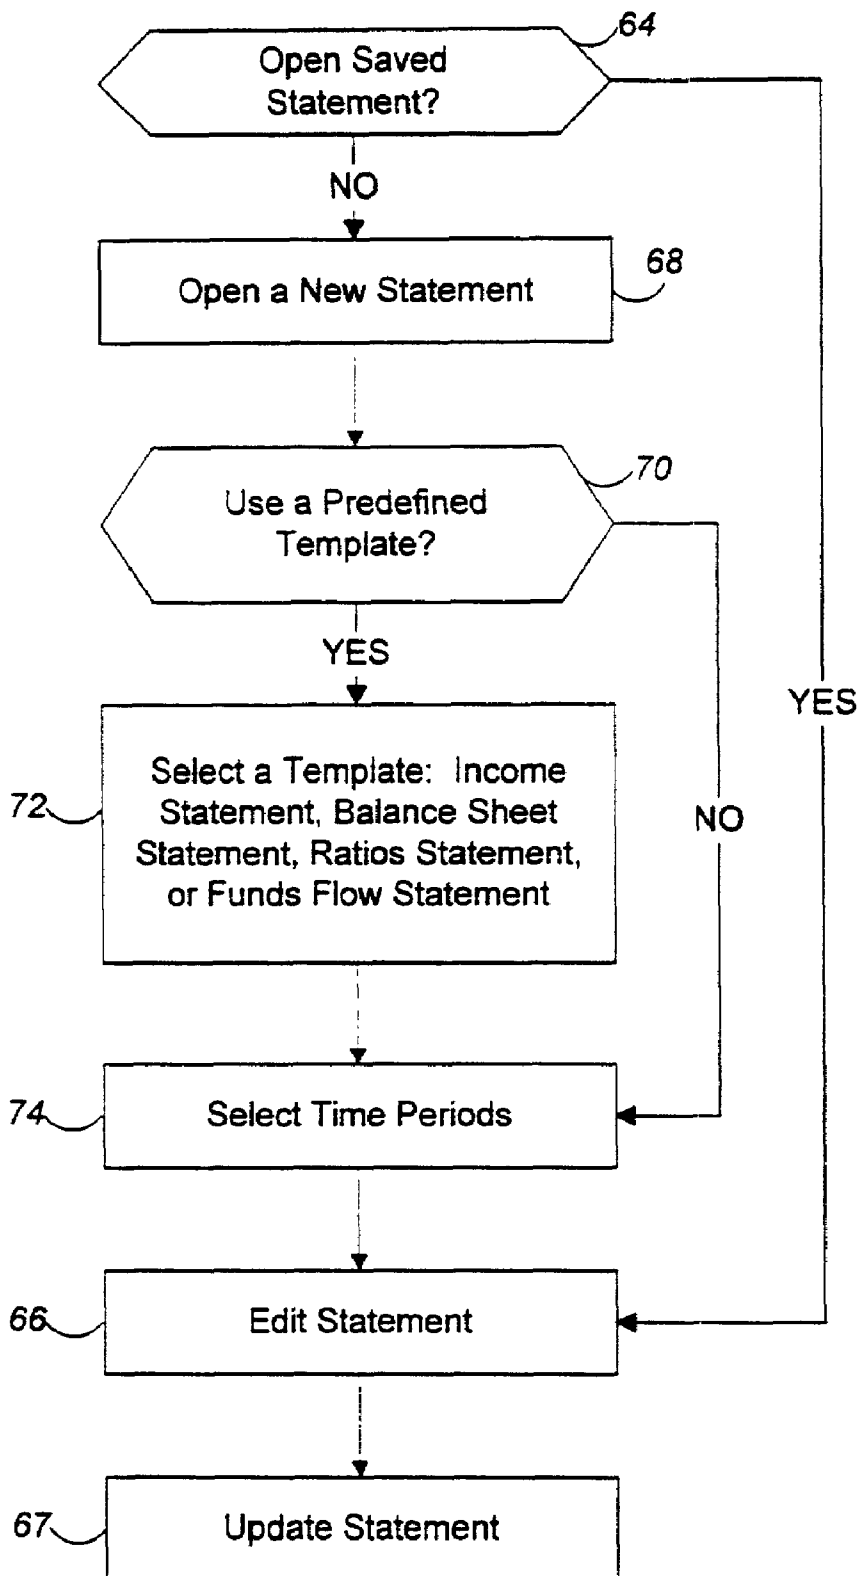 64
Open Saved
Statement?
NO
Open a New Statement
68
70
Use a Predefined
Template?
YES
YES
72
Select a Template: Income
Statement, Balance Sheet
Statement, Ratios Statement,
or Funds Flow Statement
NO
74
Select Time Periods
66
Edit Statement
67
Update Statement